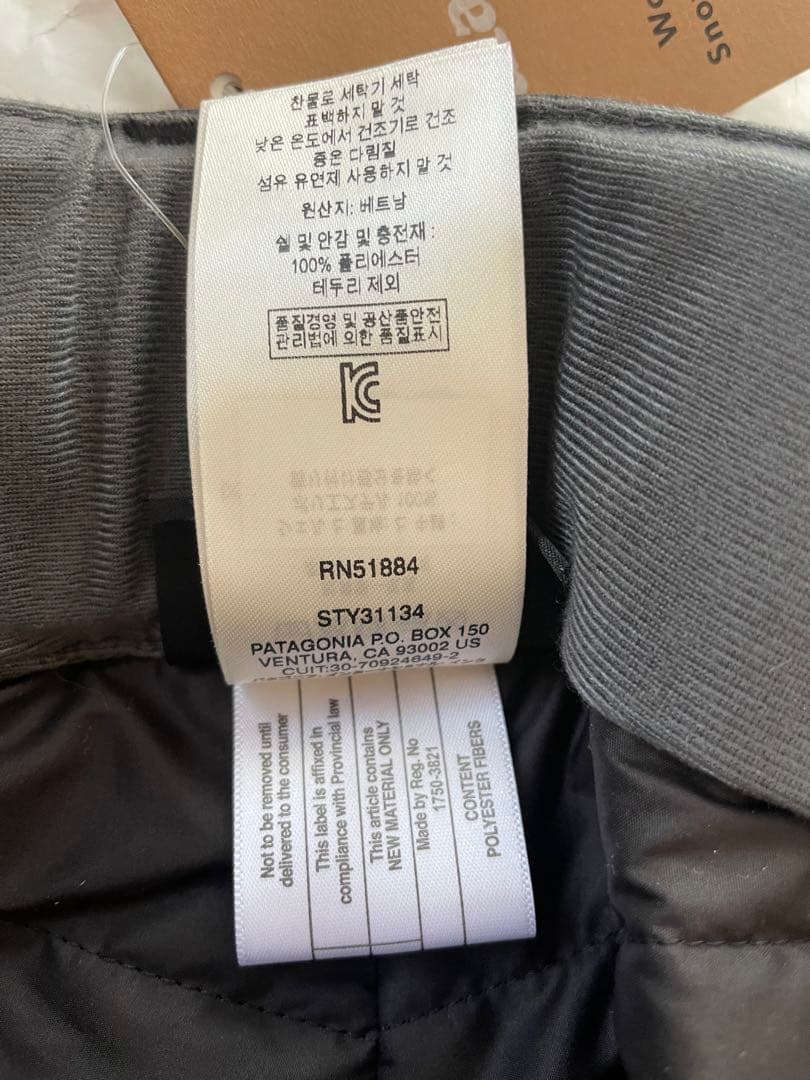 Wo
Sno
찬물로 세탁기 세탁
표백하지 말 것
낮은 온도에서 건조기로 건조
중온 다림질
섬유 유연제 사용하지 말 것
원산지: 베트남
쉘 및 안감 및 충전재 :
100% 폴리에스터
테두리 제외
품질경영 및 공산품안전
관리법에 의한 품질표시
RN51884
STY31134
PATAGONIA P.O. BOX 150
VENTURA, CA 93002 US
CUIT:30-70924649-2
Not to be removed until
delivered to the consumer
This label is affixed in
compliance with Provincial law
This article contains
NEW MATERIAL ONLY
Made by Reg. No
1750-3821
CONTENT
POLYESTER FIBERS